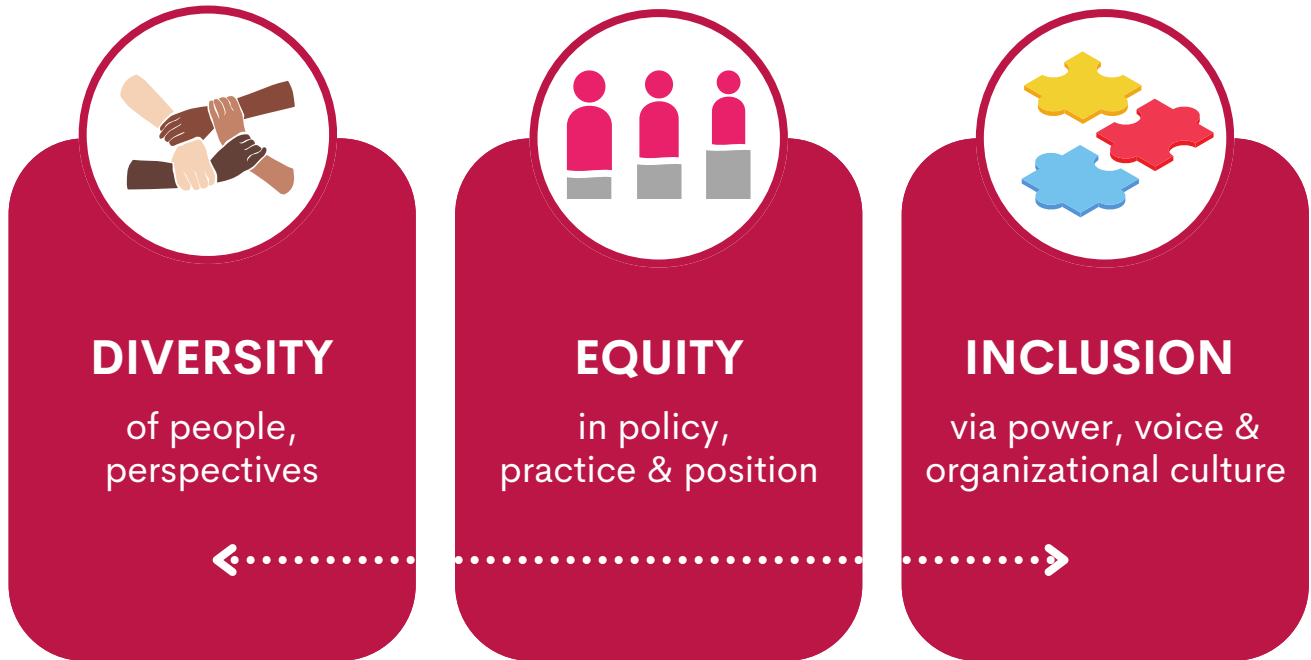 DIVERSITY
of people,
perspectives
EQUITY
in policy,
practice & position
INCLUSION
via power, voice &
organizational culture